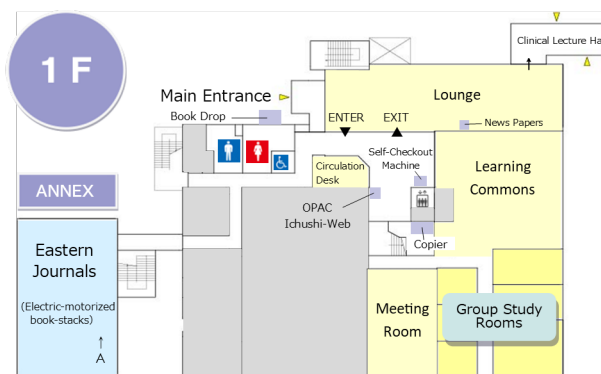 1 F
Clinical Lecture Ha
Main Entrance
Lounge
Book Drop
ENTER
EXIT
News Papers
Self-Checkout
Machine
Circulation
Desk
Learning
Commons
ANNEX
OPAC
Ichushi-Web
Copier
Eastern
Journals
(Electric-motorized
book-stacks)
↑
A
Meeting
Room
Group Study
Rooms